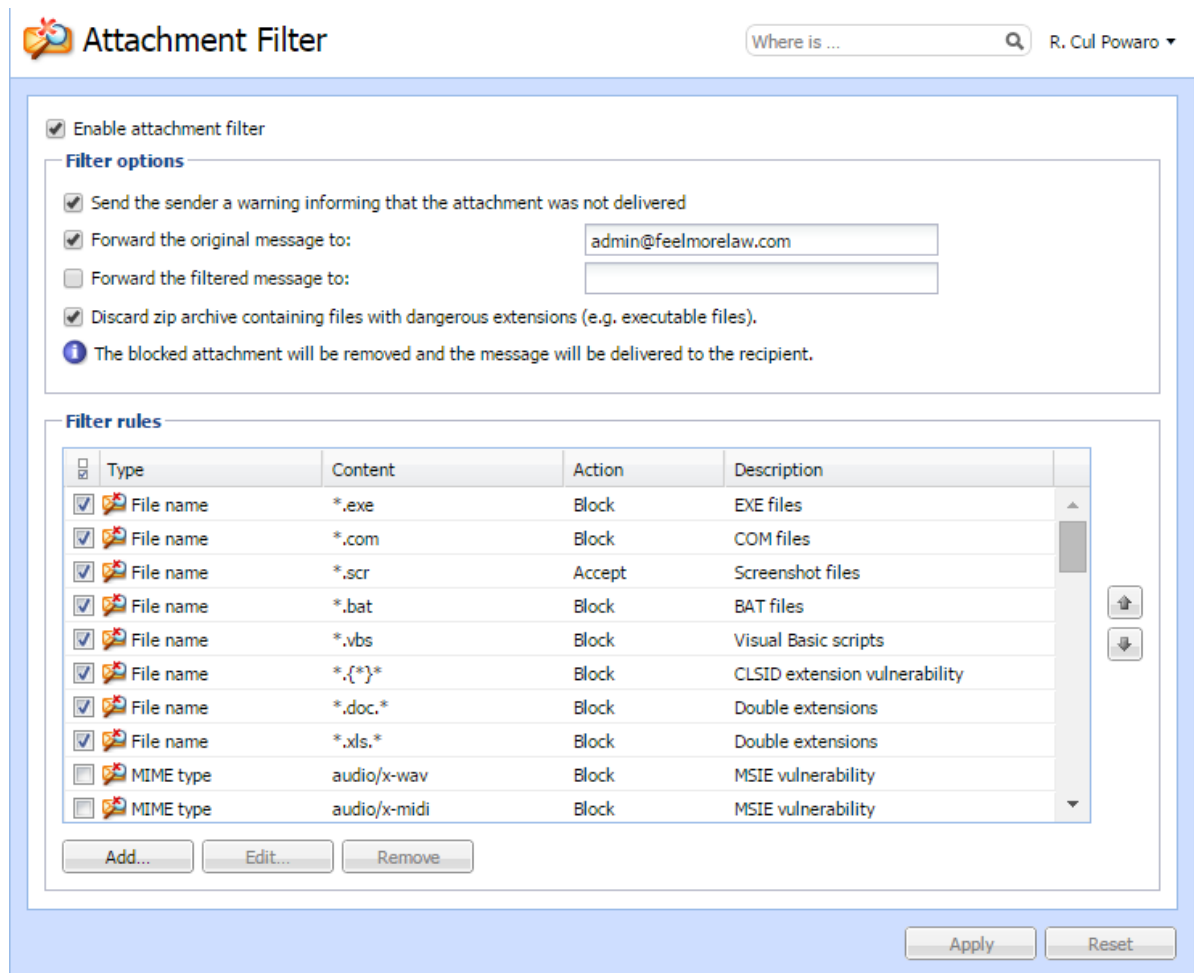 Attachment Filter
Where is ...
R. Cul Powaro
Enable attachment filter
Filter options
Send the sender a warning informing that the attachment was not delivered
Forward the original message to: admin@feelmorelaw.com
Forward the filtered message to:
Discard zip archive containing files with dangerous extensions (e.g. executable files).
The blocked attachment will be removed and the message will be delivered to the recipient.
Filter rules
Type Content Action Description
File name *.exe Block EXE files
File name *.com Block COM files
File name *.scr Accept Screenshot files
File name *.bat Block BAT files
File name *.vbs Block Visual Basic scripts
File name *.{*}* Block CLSID extension vulnerability
File name *.doc.* Block Double extensions
File name *.xls.* Block Double extensions
MIME type audio/x-wav Block MSIE vulnerability
MIME type audio/x-midi Block MSIE vulnerability
Add... Edit... Remove
Apply Reset